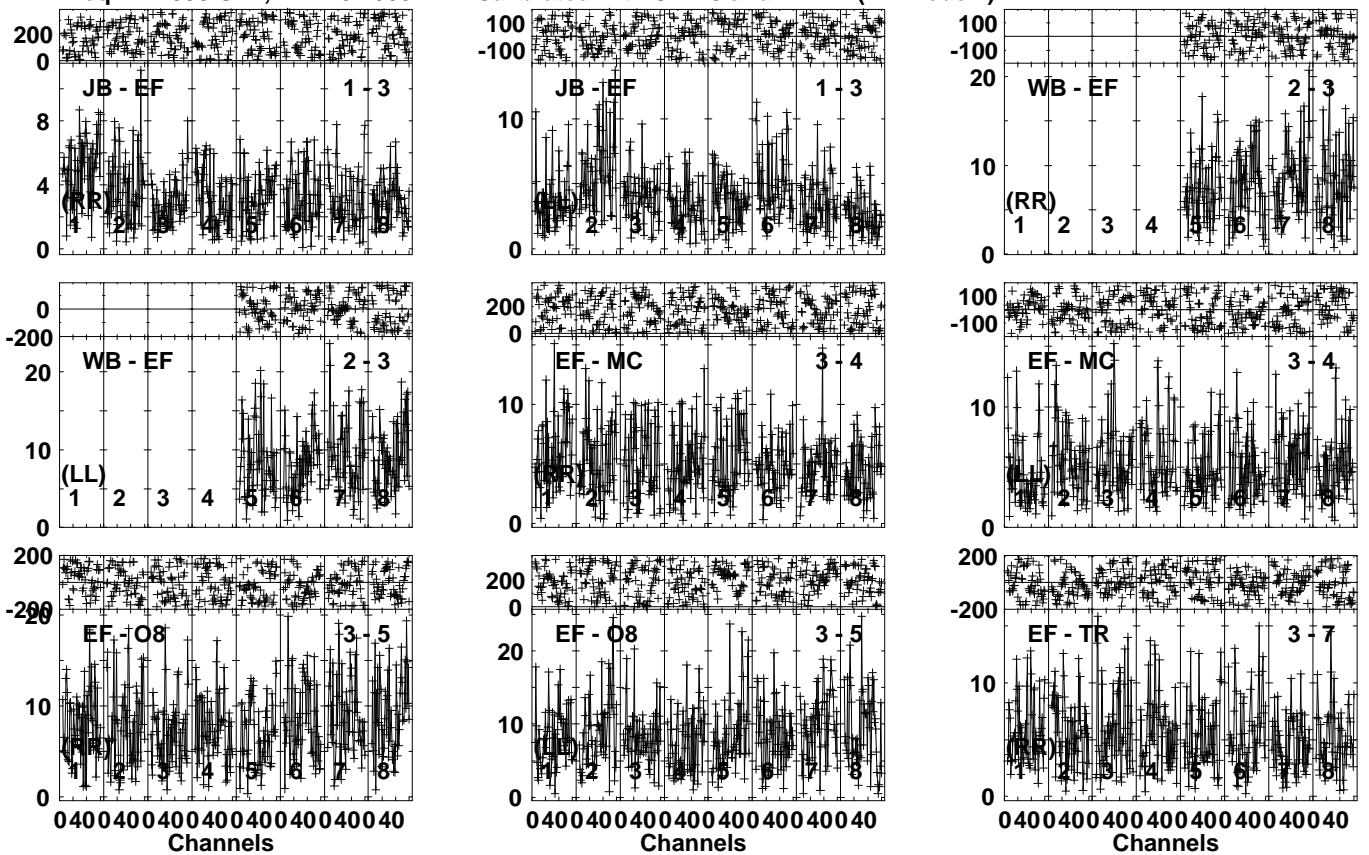 200 0 100 -100 100 -100
JB - EF 1 - 3 JB - EF 1 - 3 WB - EF 2 - 3
8 4 0 10 0 20 10 0
(RR) (RR)
1 2 3 4 5 6 7 8 1 2 3 4 5 6 7 8 1 2 3 4 5 6 7 8
0 -200 200 0 100 -100
WB - EF 2 - 3 EF - MC 3 - 4 EF - MC 3 - 4
20 10 0 10 0 10 0
(LL) (RR) (LL)
1 2 3 4 5 6 7 8 1 2 3 4 5 6 7 8 1 2 3 4 5 6 7 8
200 -200 200 0 200 -200
EF - O8 3 - 5 EF - O8 3 - 5 EF - TR 3 - 7
20 10 0 20 10 0 10 0
(RR) (LL) (RR)
1 2 3 4 5 6 7 8 1 2 3 4 5 6 7 8 1 2 3 4 5 6 7 8
0 40 0 40 0 40 0 40 0 40 0 40 0 40 0 40 0 40 0 40 0 40 0 40 0 40 0 40 0 40 0 40 0 40 0 40 0 40 0 40 0 40 0 40 0 40 0 40
Channels Channels Channels